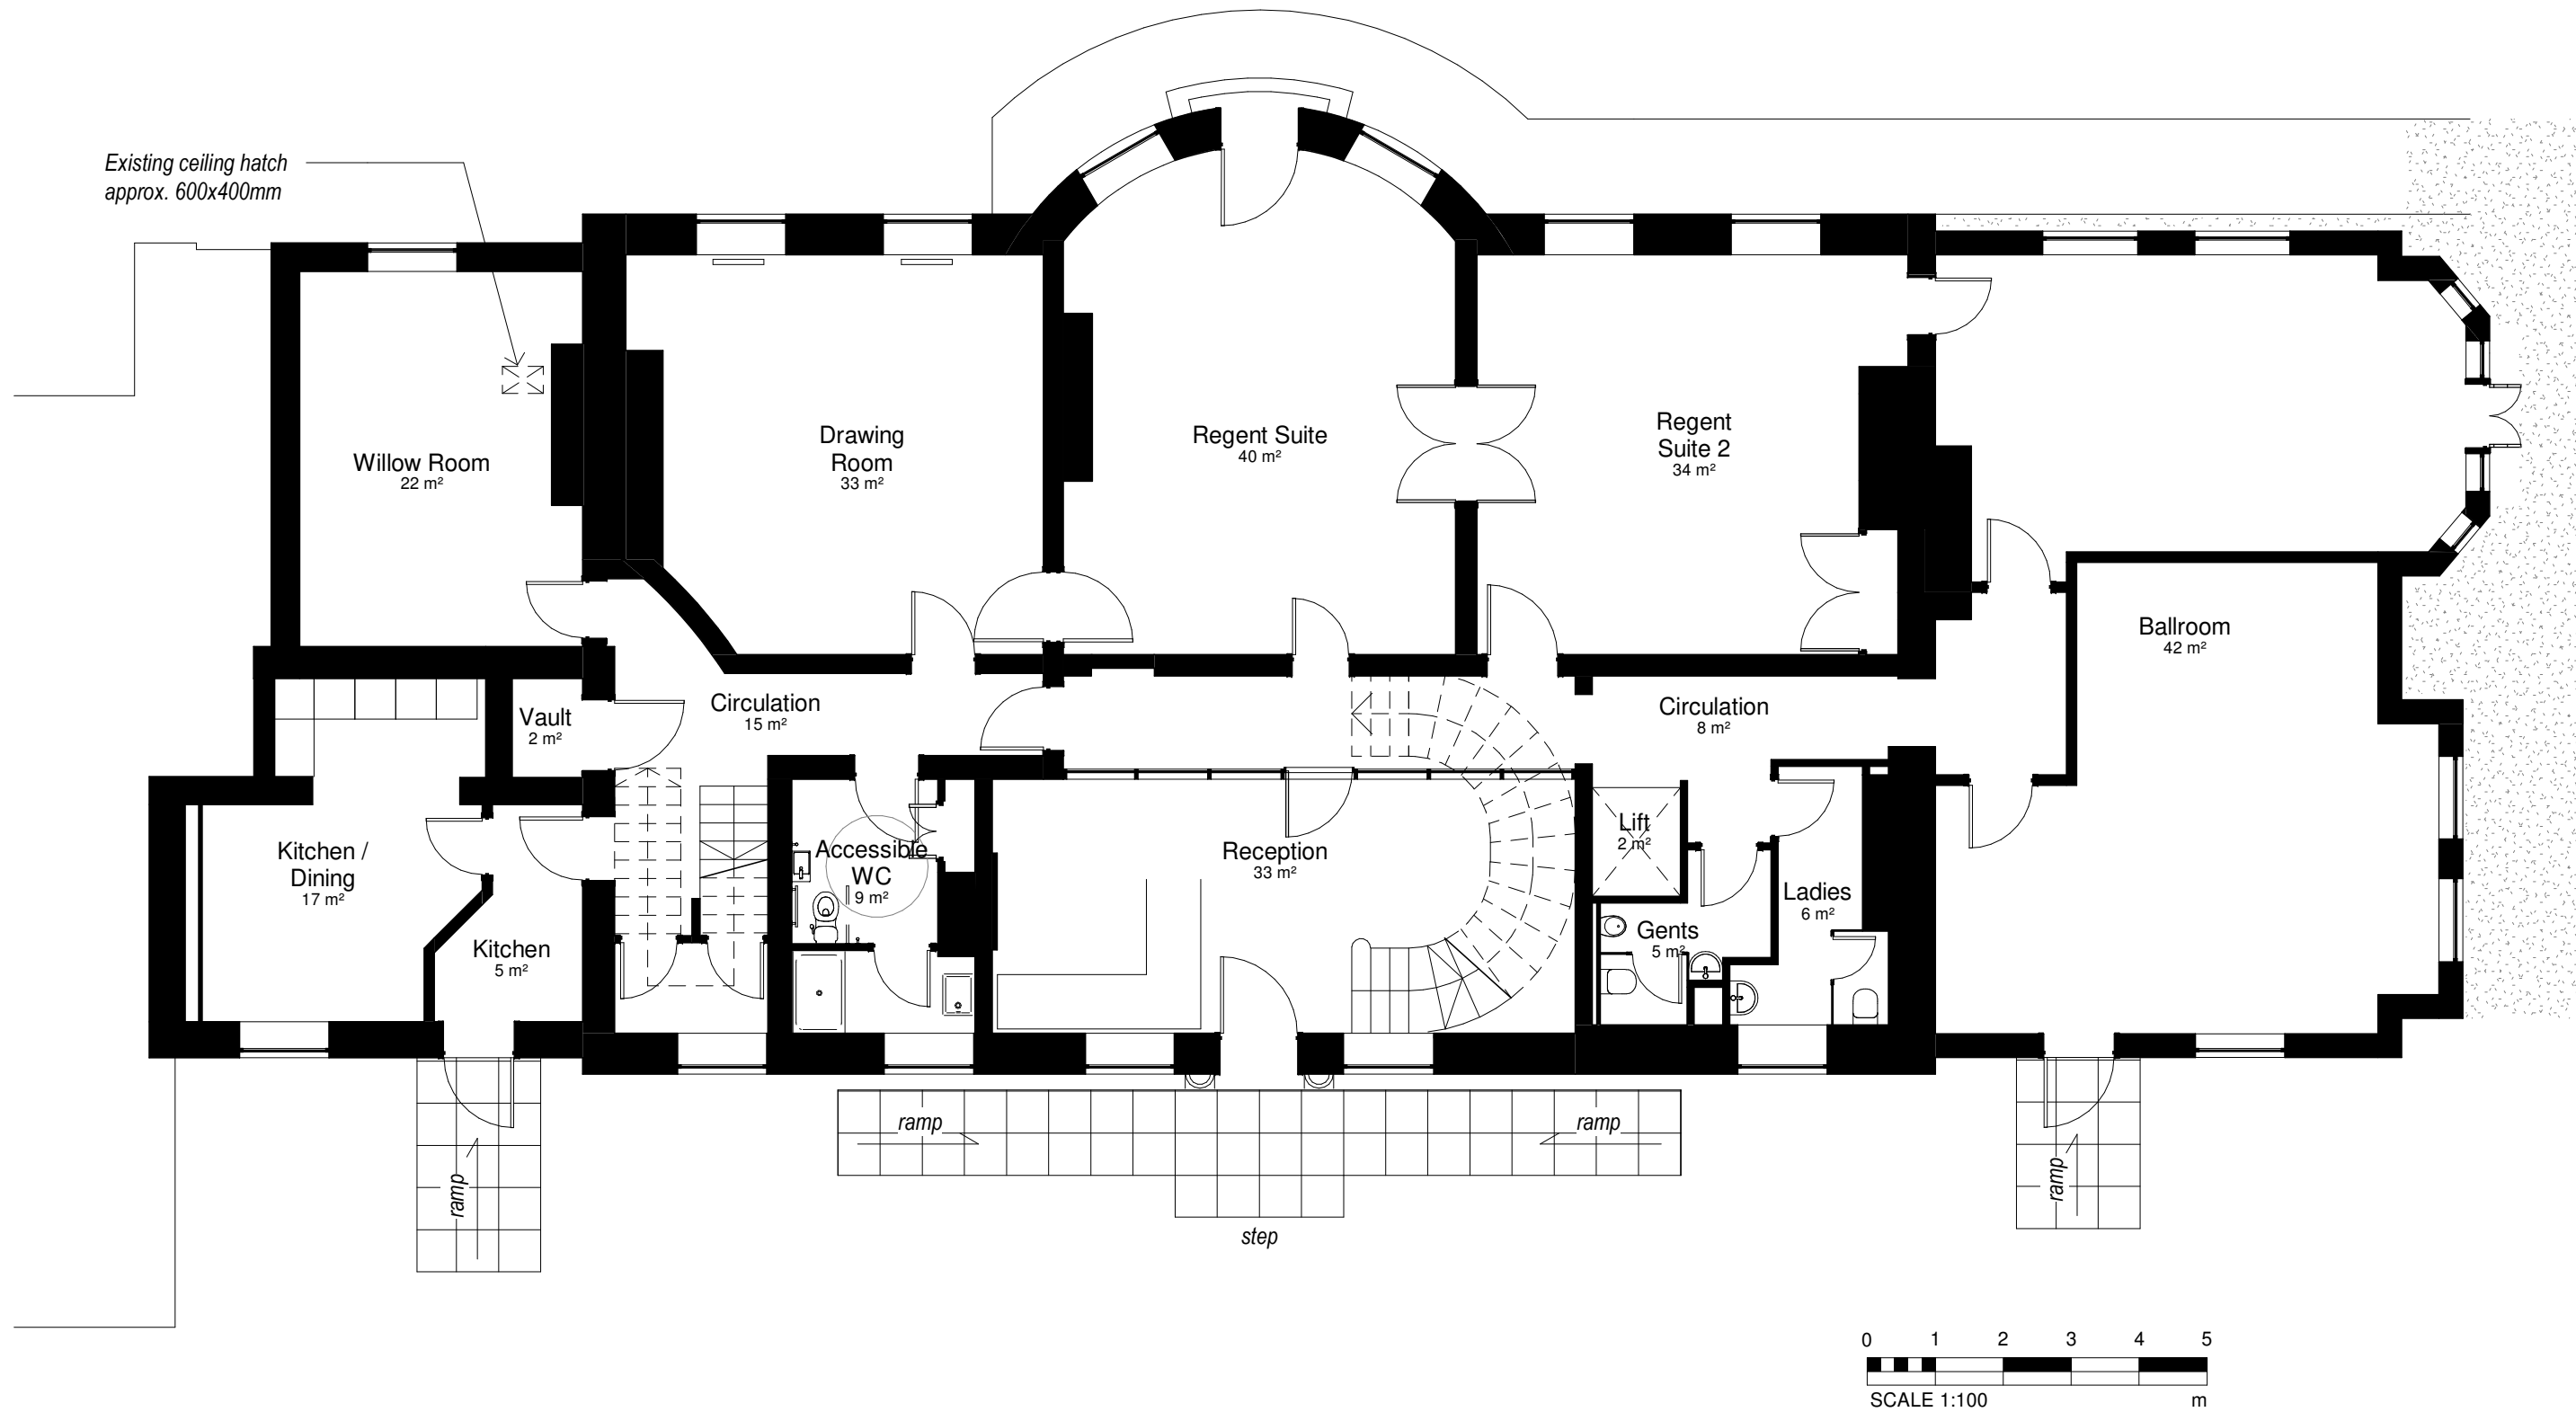 Existing ceiling hatch
approx. 600x400mm
Willow Room
22 m²
Drawing
Room
33 m²
Regent Suite
40 m²
Regent
Suite 2
34 m²
Ballroom
42 m²
Vault
2 m²
Circulation
15 m²
Circulation
8 m²
Kitchen /
Dining
17 m²
Kitchen
5 m²
Accessible
WC
9 m²
Reception
33 m²
Lift
2 m²
Gents
5 m²
Ladies
6 m²
ramp
ramp
ramp
ramp
step
0 1 2 3 4 5
SCALE 1:100 m